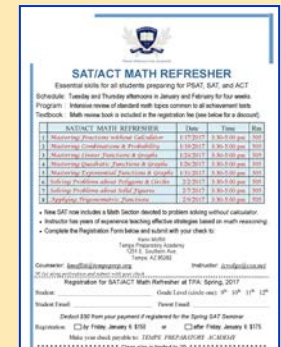 SAT/ACT MATH REFRESHER
Essential skills for all students preparing for PSAT, SAT, and ACT
Schedule: Tuesday and Thursday afternoons in January and February for four weeks.
Program: Intensive review of standard math topics common to all achievement tests
Textbook: Math review book is included in the registration fee (see below for a discount).
SAT/ACT MATH REFRESHER Date Time Rm
1 Mastering Fractions without Calculator 1/17/2017 3:30-5:00 pm 505
2 Mastering Combinations & Probability 1/19/2017 3:30-5:00 pm 505
3 Mastering Linear Functions & Graphs 1/24/2017 3:30-5:00 pm 505
4 Mastering Quadratic Functions & Graphs 1/26/2017 3:30-5:00 pm 505
5 Mastering Exponential Functions & Graphs 1/31/2017 3:30-5:00 pm 505
6 Solving Problems about Polygons & Circles 2/2/2017 3:30-5:00 pm 505
7 Solving Problems about Solid Figures 2/7/2017 3:30-5:00 pm 505
8 Applying Trigonometric Functions 2/9/2017 3:30-5:00 pm 505
• New SAT now includes a Math Section devoted to problem solving without calculator.
• Instructor has years of experience teaching effective strategies based on math reasoning.
• Complete the Registration Form below and submit with your check to:
Tempe Preparatory Academy
1251 E. Southern Ave.
Tempe, AZ 85282
Counselor: Instructor:
Registration for SAT/ACT Math Refresher at TPA: Spring, 2017
Student: Grade Level (circle one): 9th 10th 11th 12th
Student Email: Parent Email:
Deduct $50 from your payment if registered for the Spring SAT Seminar
Registration: by Friday, January 6: $150 or after Friday, January 6: $175
Make your check payable to: TEMPE PREPARATORY ACADEMY